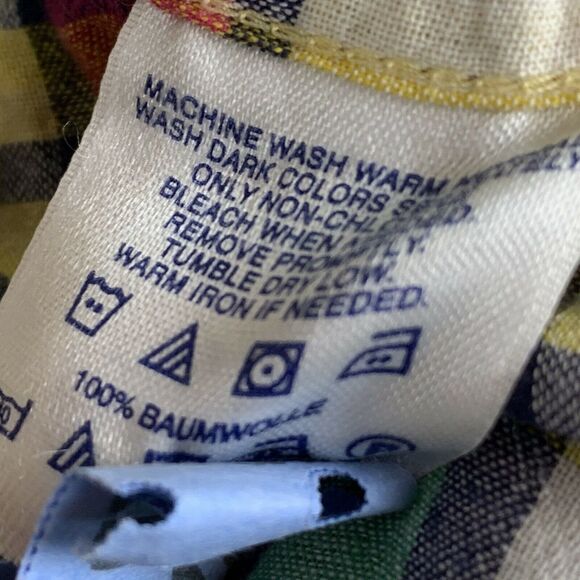 MACHINE WASH WARM
WASH DARK COLORS
ONLY NON-CHL
BLEACH WHEN
REMOVE
TUMBLE DRY LOW.
WARM IRON IF NEEDED.
100% BAUMWOLLE